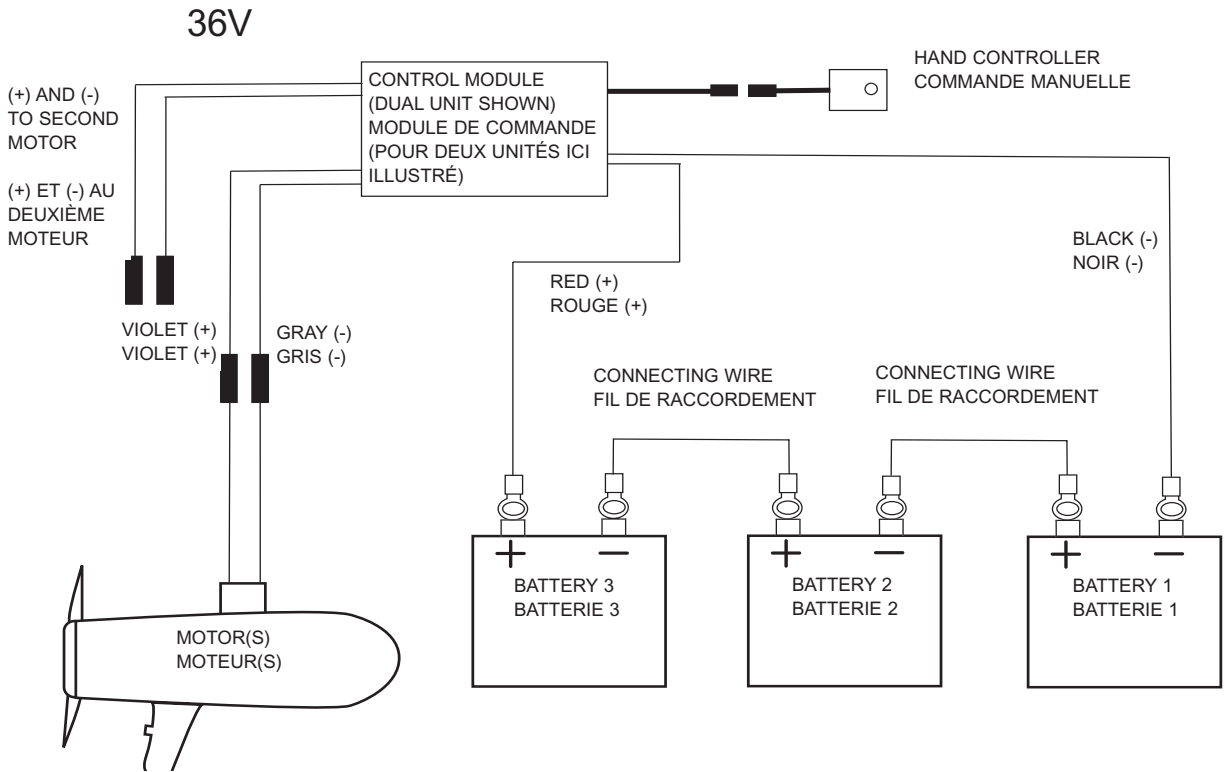 36V
(+) AND (-)
TO SECOND
MOTOR
(+) ET (-) AU
DEUXIÈME
MOTEUR
CONTROL MODULE
(DUAL UNIT SHOWN)
MODULE DE COMMANDE
(POUR DEUX UNITÉS ICI
ILLUSTRÉ)
HAND CONTROLLER
COMMANDE MANUELLE
BLACK (-)
NOIR (-)
RED (+)
ROUGE (+)
VIOLET (+)
VIOLET (+)
GRAY (-)
GRIS (-)
CONNECTING WIRE
FIL DE RACCORDEMENT
CONNECTING WIRE
FIL DE RACCORDEMENT
+ —
BATTERY 3
BATTERIE 3
+ —
BATTERY 2
BATTERIE 2
+ —
BATTERY 1
BATTERIE 1
MOTOR(S)
MOTEUR(S)